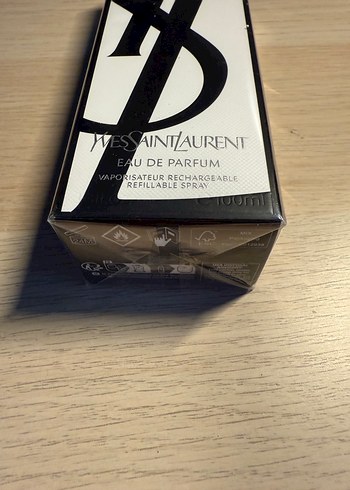 YVESSAINTLAURENT
EAU DE PARFUM
VAPORISATEUR RECHARGEABLE
REFILLABLE SPRAY
e 100ml